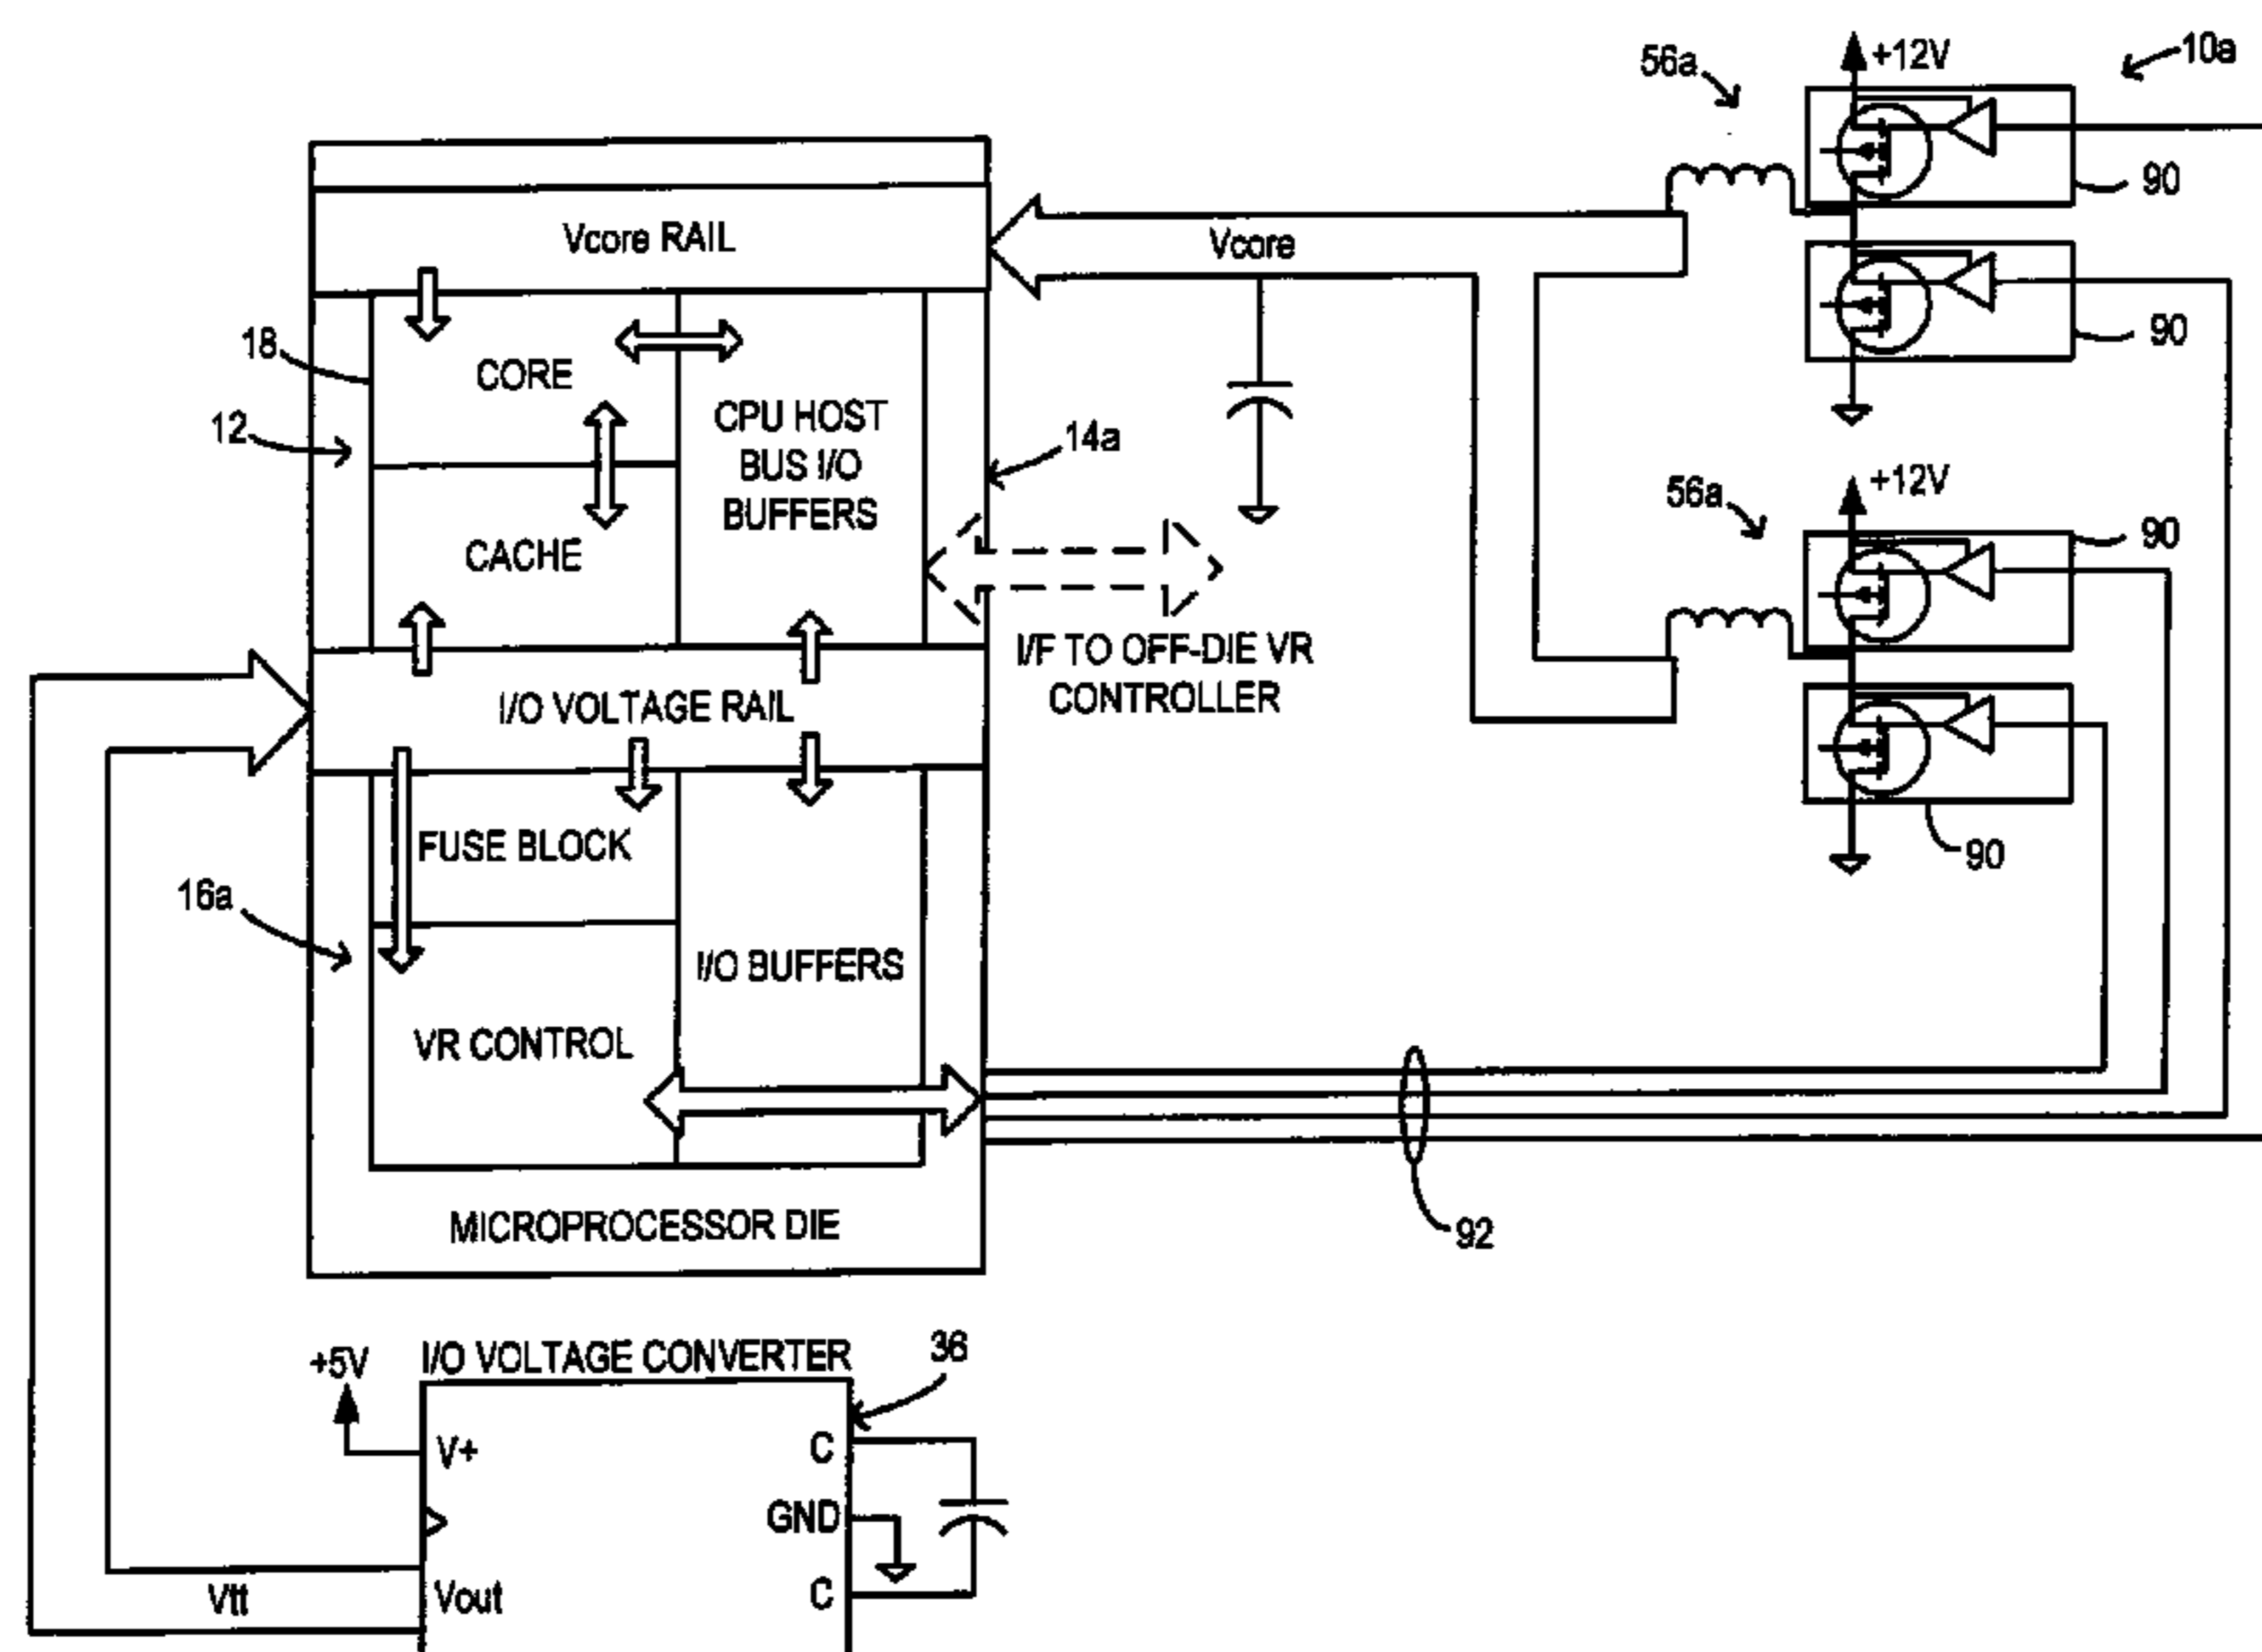 +12V
10a
56a
90
Vcore RAIL
Vcore
90
18
CORE
12
CPU HOST
BUS I/O
BUFFERS
14a
+12V
56a
90
CACHE
I/F TO OFF-DIE VR
CONTROLLER
I/O VOLTAGE RAIL
FUSE BLOCK
90
16a
I/O BUFFERS
VR CONTROL
MICROPROCESSOR DIE
92
I/O VOLTAGE CONVERTER
36
+5V
V+
C
GND
Vtt
Vout
C